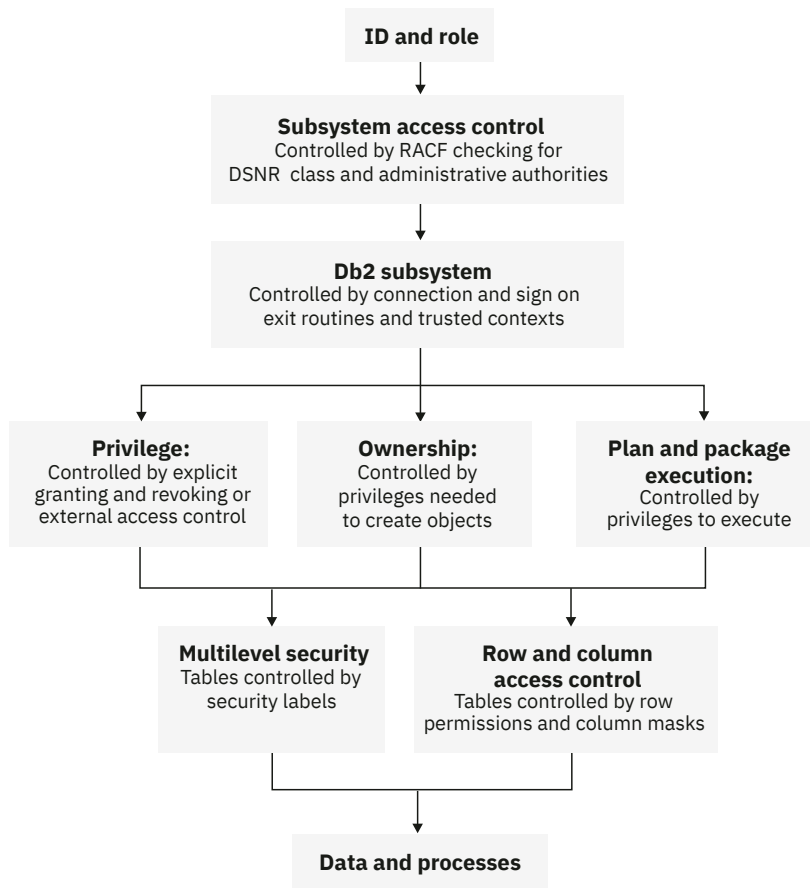 ID and role
Subsystem access control
Controlled by RACF checking for
DSNR class and administrative authorities
Db2 subsystem
Controlled by connection and sign on
exit routines and trusted contexts
Privilege:
Controlled by explicit
granting and revoking or
external access control
Ownership:
Controlled by
privileges needed
to create objects
Plan and package
execution:
Controlled by
privileges to execute
Multilevel security
Tables controlled by
security labels
Row and column
access control
Tables controlled by row
permissions and column masks
Data and processes